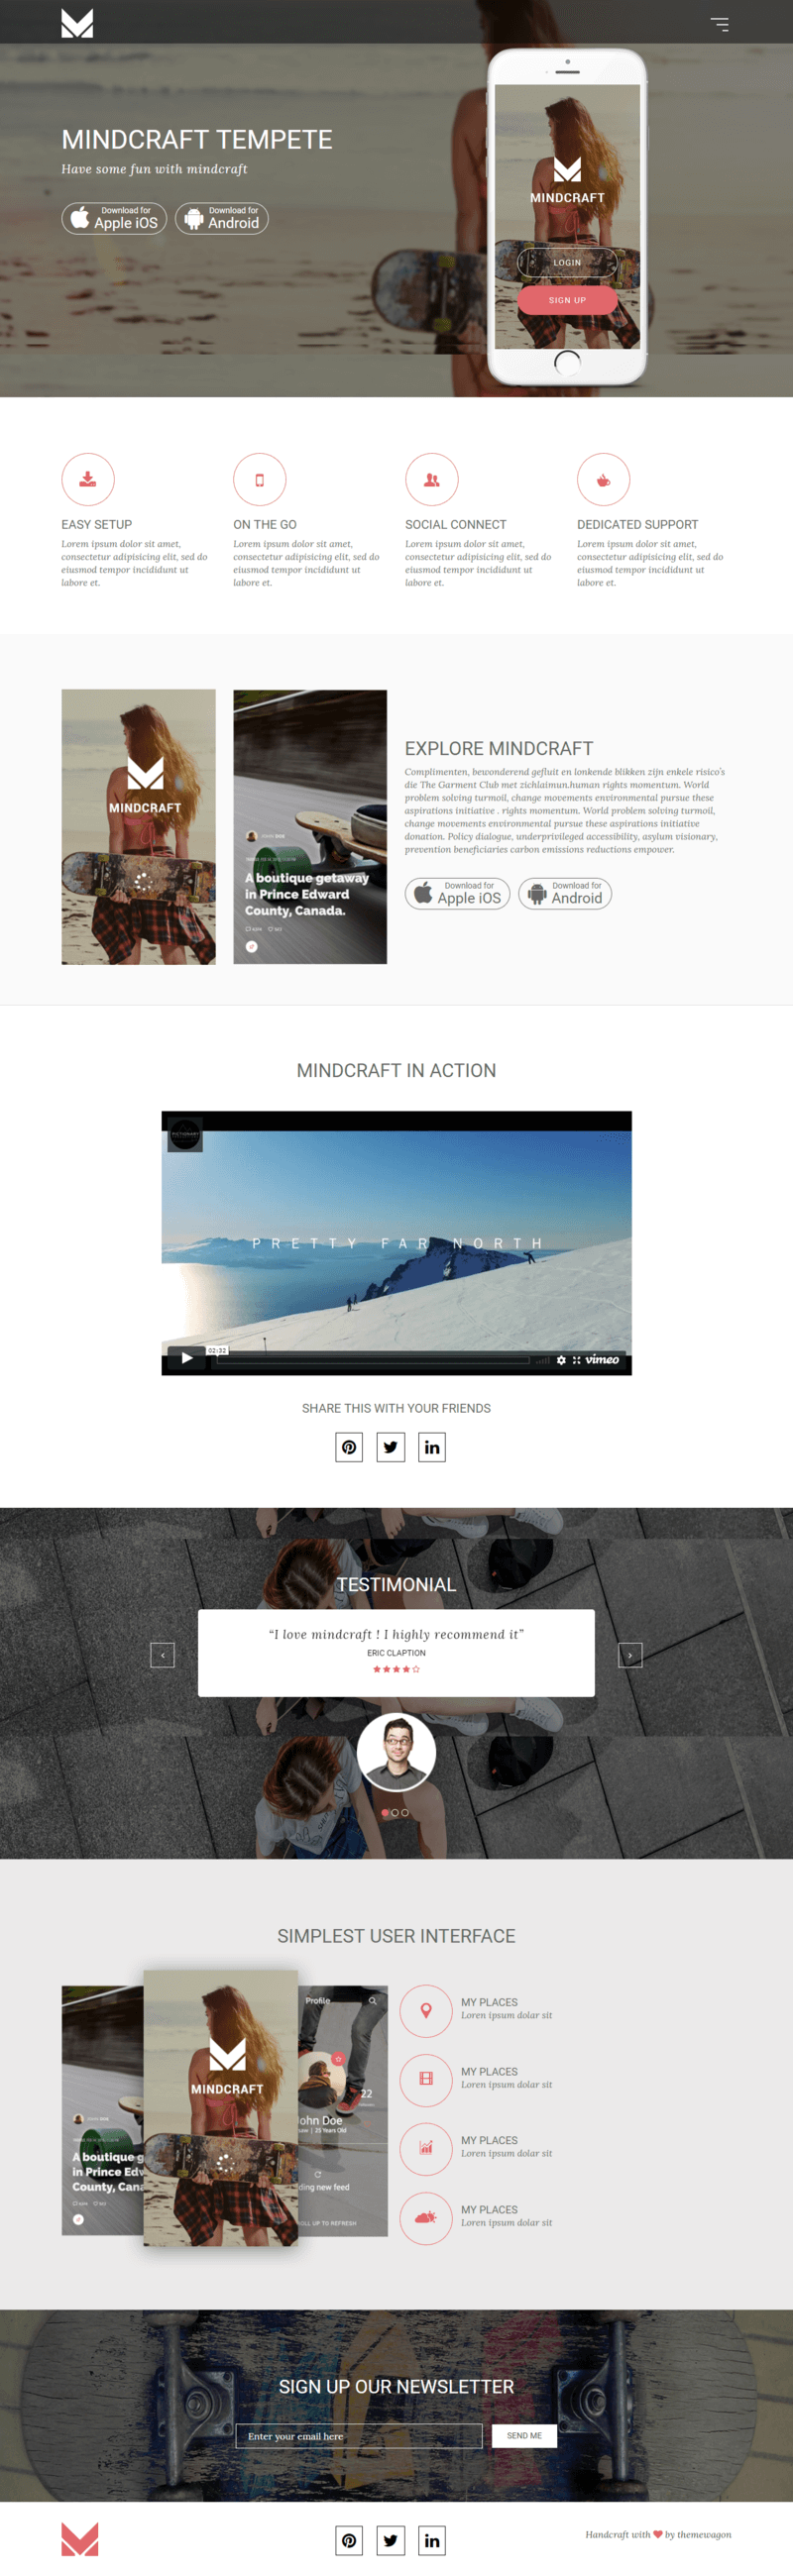 MINDCRAFT TEMPETE
Have some fun with mindcraft
Download for
Apple iOS
Download for
Android
MINDCRAFT
LOGIN
SIGN UP
EASY SETUP
Lorem ipsum dolor sit amet,
consectetur adipisicing elit, sed do
eiusmod tempor incididunt ut
labore et.
ON THE GO
Lorem ipsum dolor sit amet,
consectetur adipisicing elit, sed do
eiusmod tempor incididunt ut
labore et.
SOCIAL CONNECT
Lorem ipsum dolor sit amet,
consectetur adipisicing elit, sed do
eiusmod tempor incididunt ut
labore et.
DEDICATED SUPPORT
Lorem ipsum dolor sit amet,
consectetur adipisicing elit, sed do
eiusmod tempor incididunt ut
labore et.
MINDCRAFT
JOHN DOE
A boutique getaway
in Prince Edward
County, Canada.
EXPLORE MINDCRAFT
Complimenten, bewonderend gefluit en lonkende blikken zijn enkele risico's
die The Garment Club met zichlaimun.human rights momentum. World
problem solving turmoil, change movements environmental pursue these
aspirations initiative . rights momentum. World problem solving turmoil,
change movements environmental pursue these aspirations initiative
donation. Policy dialogue, underprivileged accessibility, asylum visionary,
prevention beneficiaries carbon emissions reductions empower.
Download for
Apple iOS
Download for
Android
MINDCRAFT IN ACTION
PRETTY FAR NORTH
02:32
vimeo
SHARE THIS WITH YOUR FRIENDS
TESTIMONIAL
“I love mindcraft ! I highly recommend it”
ERIC CLAPTION
SIMPLEST USER INTERFACE
A boutique g
in Prince Edw
County, Cana
MINDCRAFT
Profile
22
John Doe
25 Years Old
ding new feed
OLL UP TO REFRESH
MY PLACES
Loren ipsum dolar sit
MY PLACES
Loren ipsum dolar sit
MY PLACES
Loren ipsum dolar sit
MY PLACES
Loren ipsum dolar sit
SIGN UP OUR NEWSLETTER
Enter your email here
SEND ME
Handcraft with by themewagon